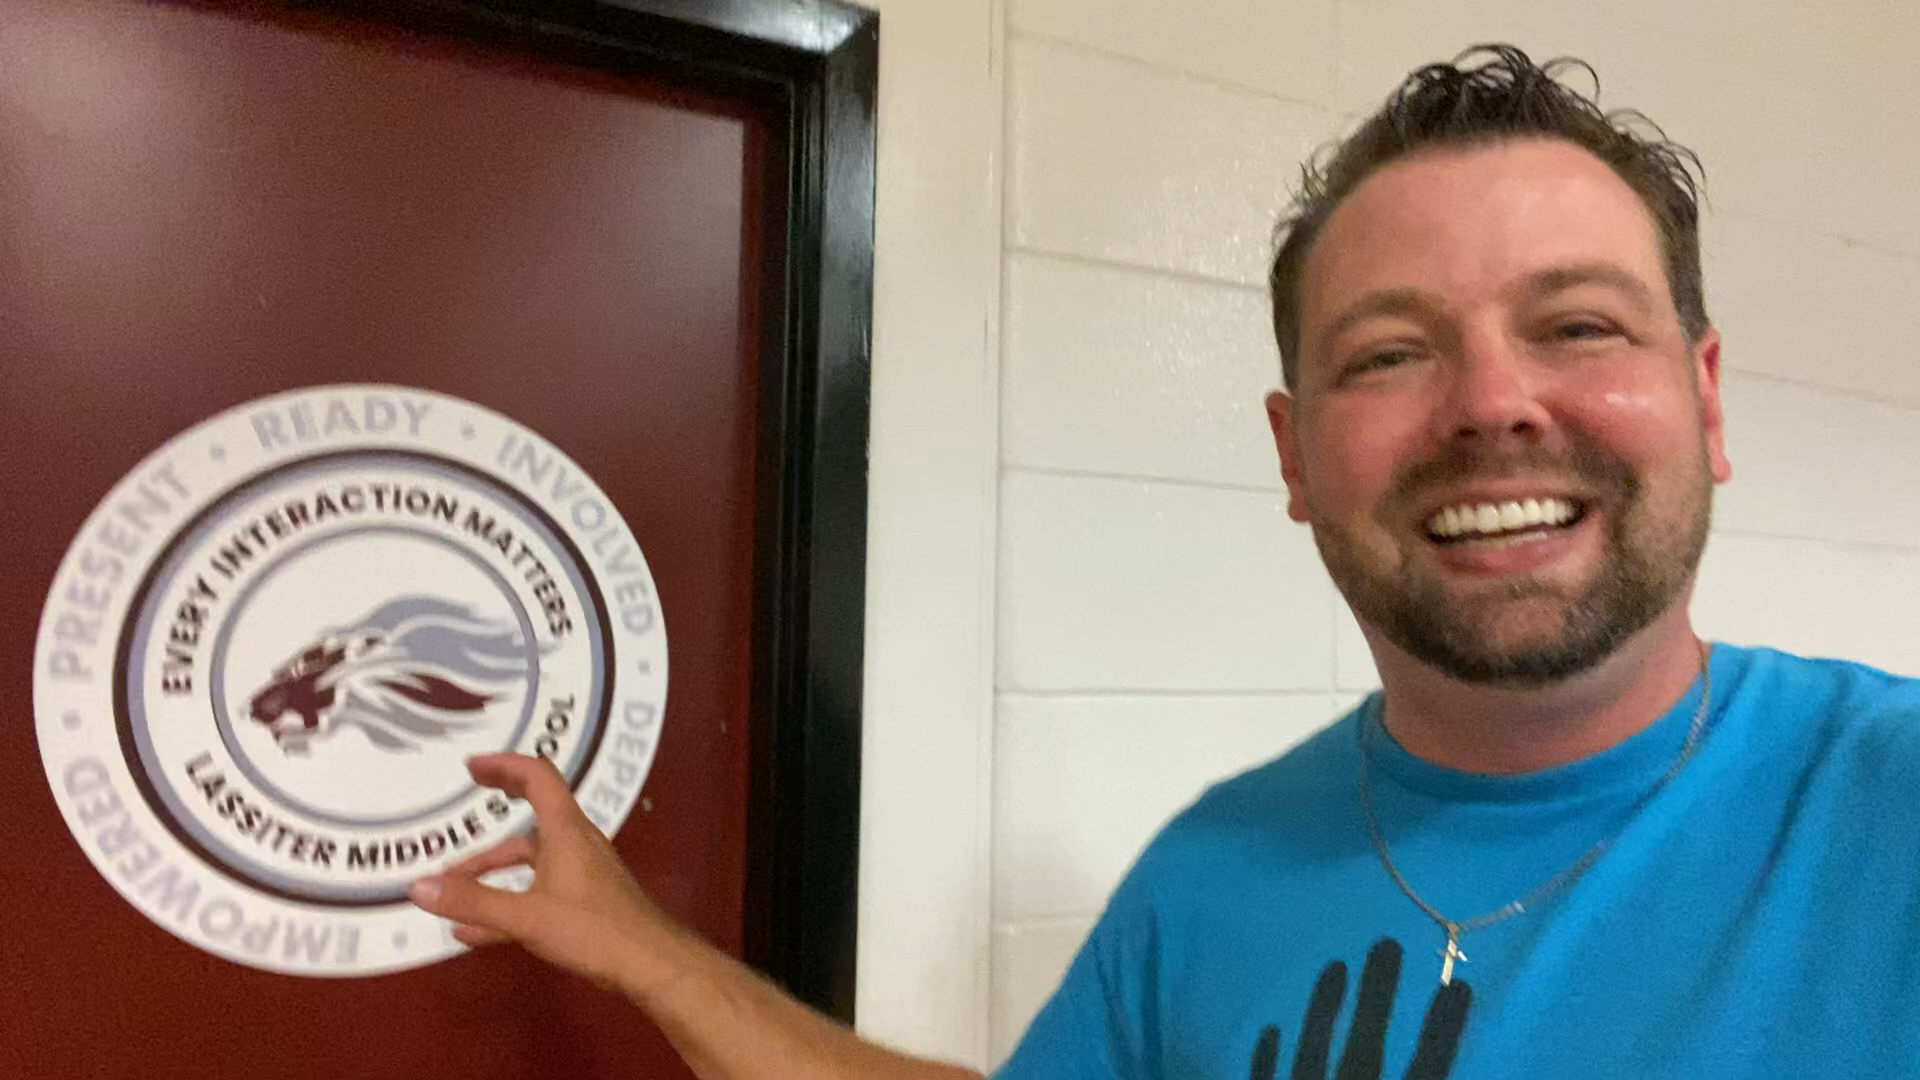 PRESENT • READY • INVOLVED •
EMPOWERED •
EVERY INTERACTION MATTERS
LASSITER MIDDLE